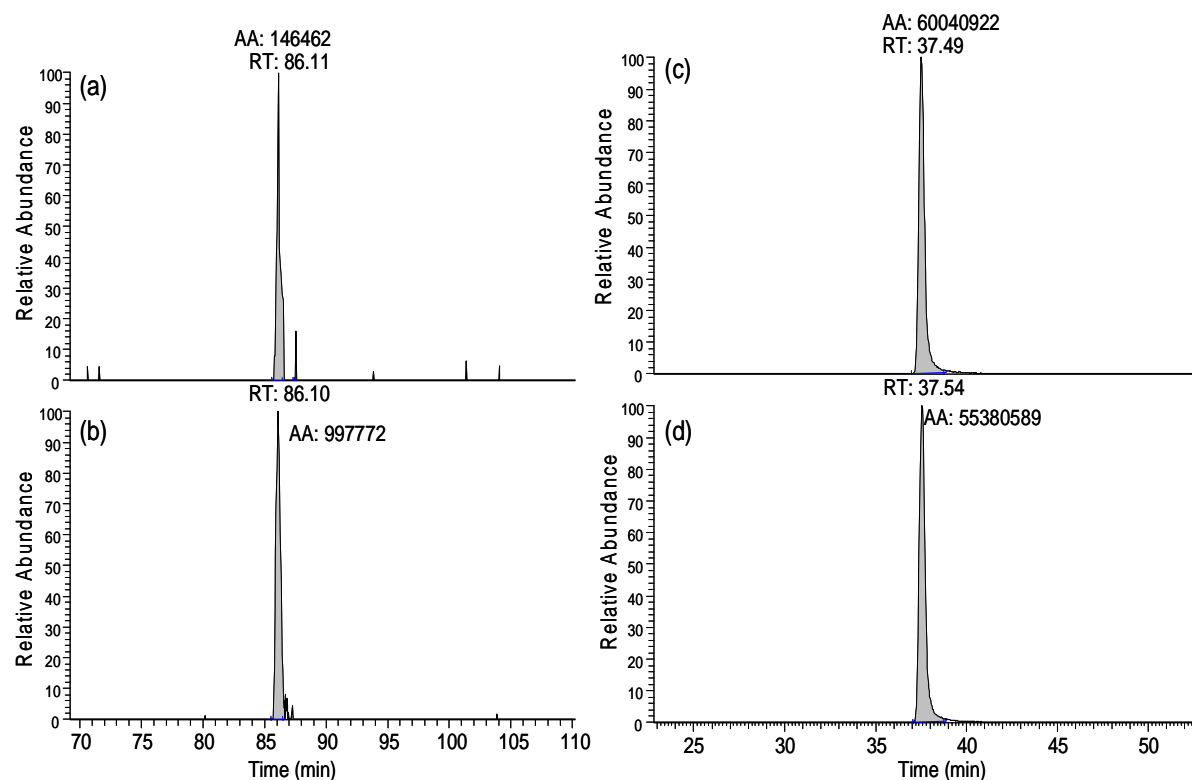 AA: 146462
RT: 86.11
(a)
100
90
80
70
60
50
40
30
20
10
0
Relative Abundance
RT: 86.10
AA: 997772
(b)
100
90
80
70
60
50
40
30
20
10
0
Relative Abundance
70 75 80 85 90 95 100 105 110
Time (min)
AA: 60040922
RT: 37.49
(c)
100
90
80
70
60
50
40
30
20
10
0
Relative Abundance
RT: 37.54
AA: 55380589
(d)
100
90
80
70
60
50
40
30
20
10
0
Relative Abundance
25 30 35 40 45 50
Time (min)